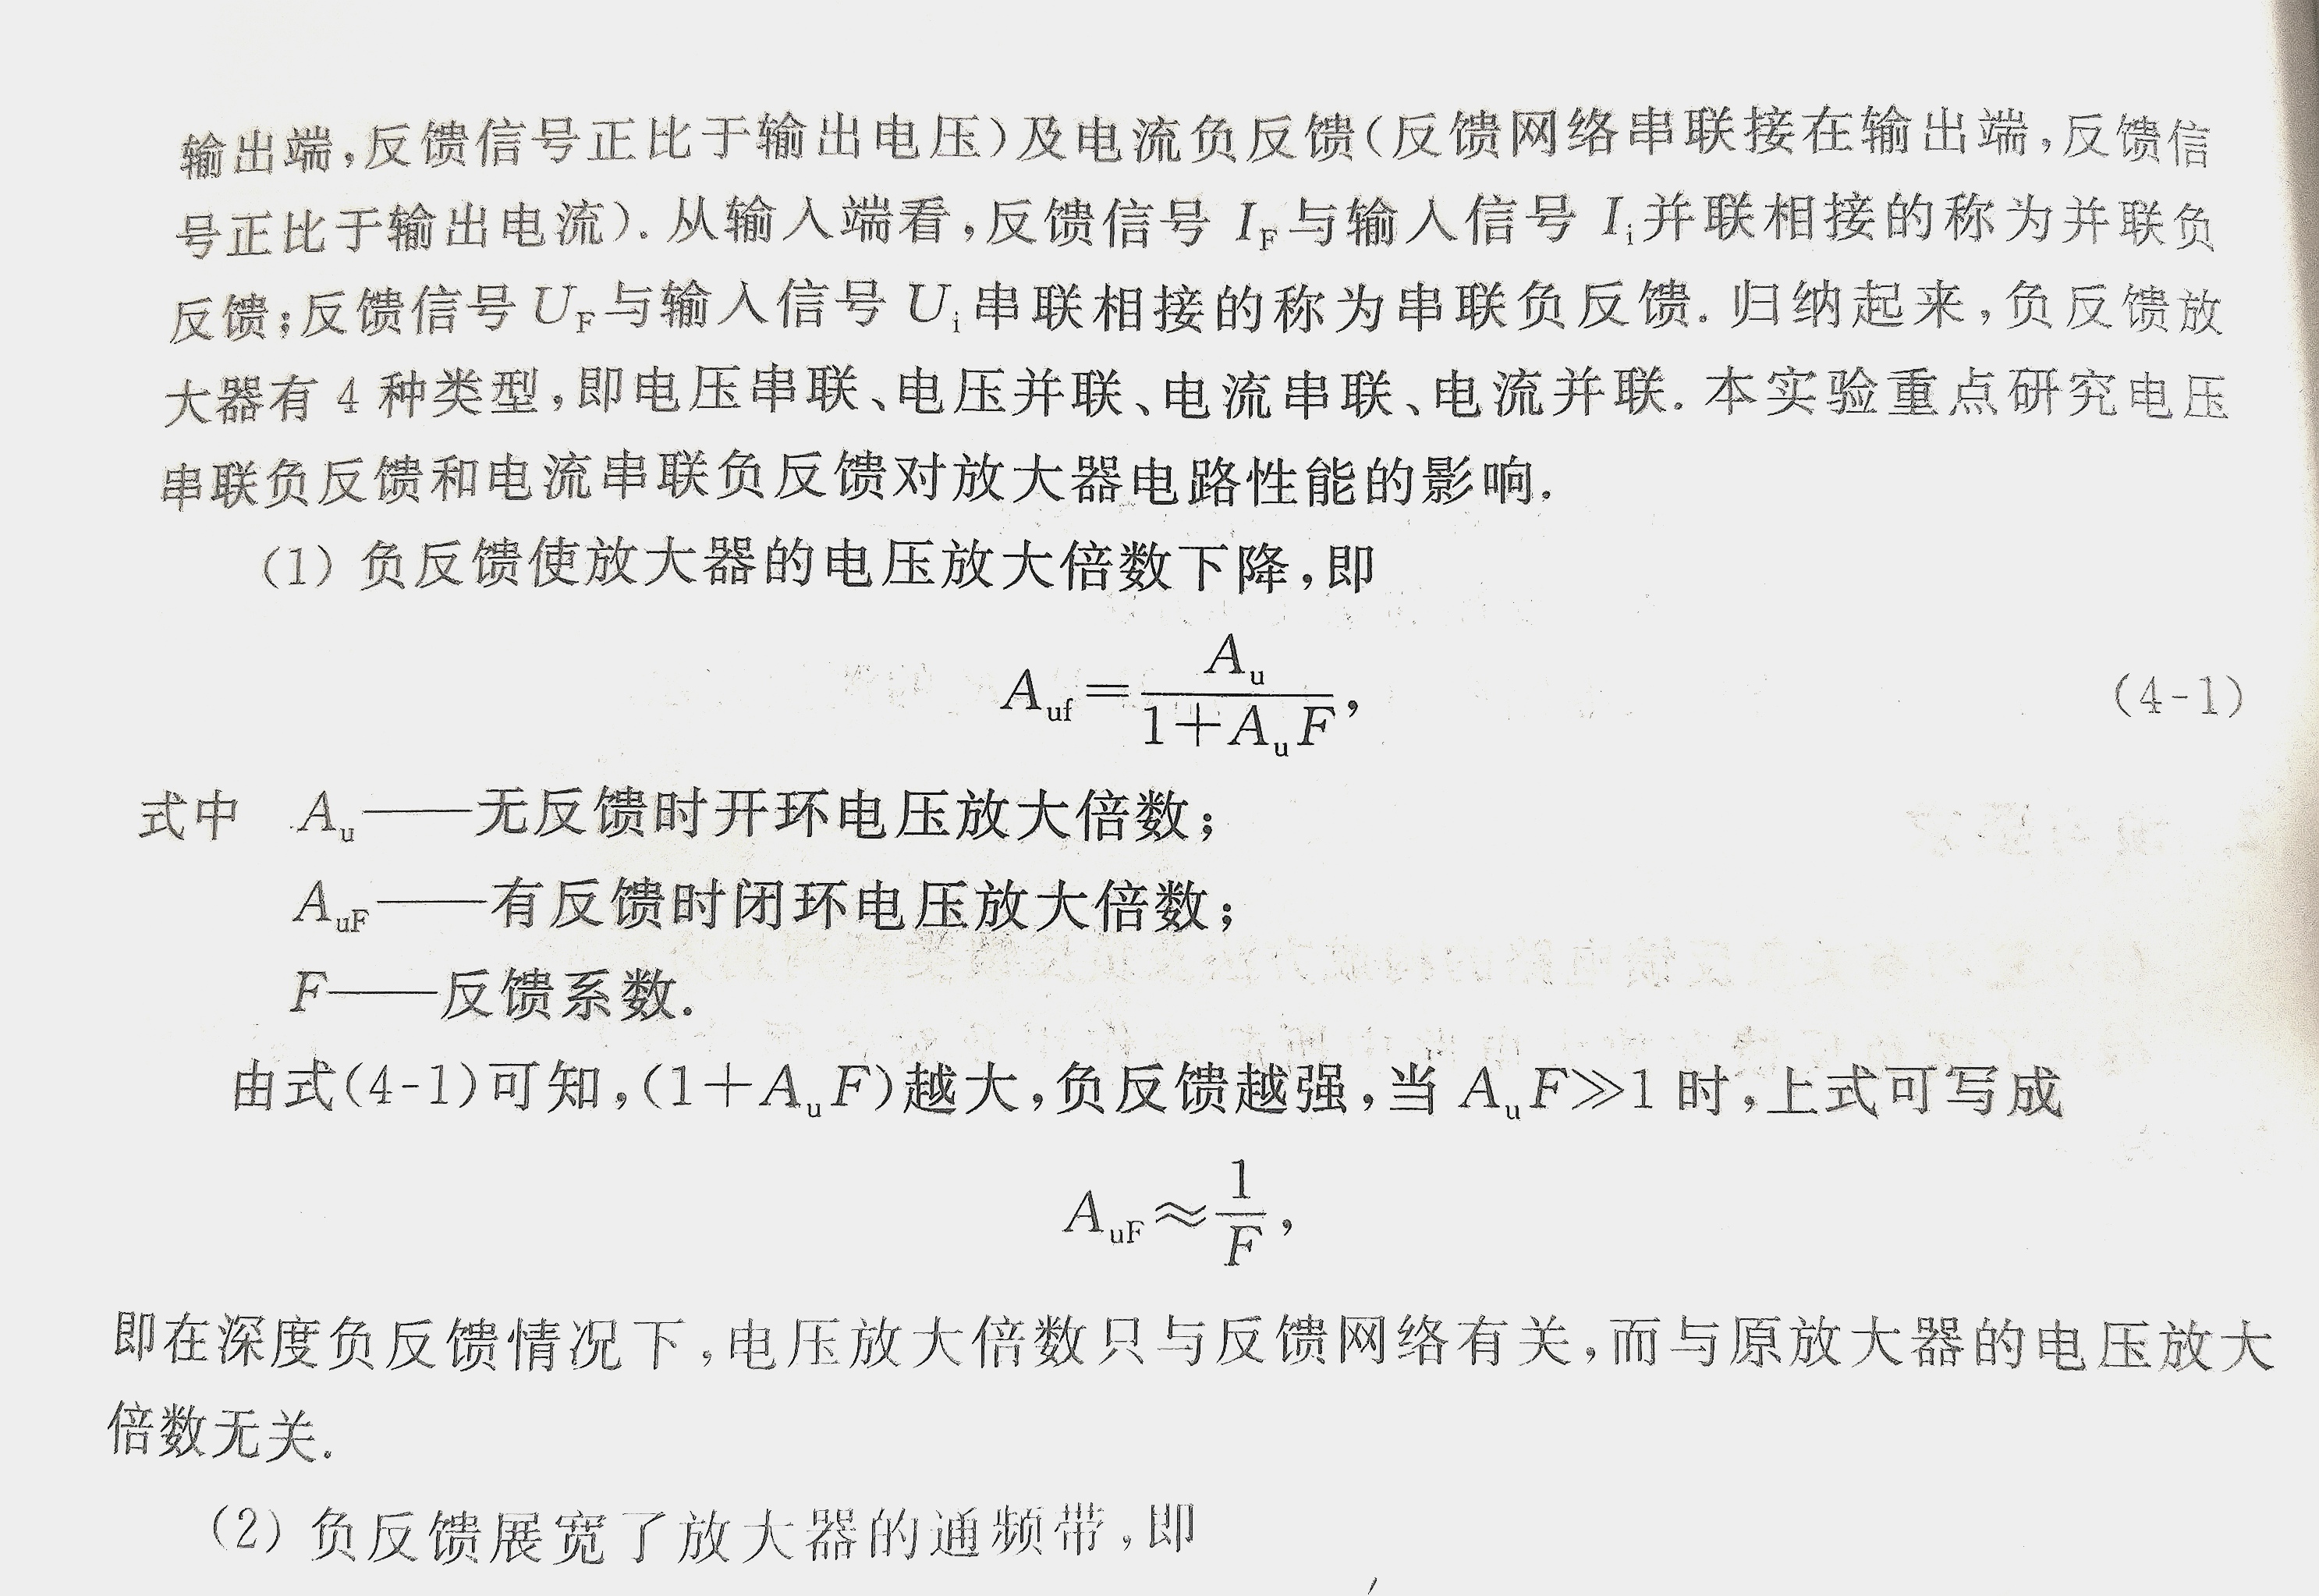 输出端,反馈信号正比于输出电压)及电流负反馈(反馈网络串联接在输出端,反馈信
号正比于输出电流). 从输入端看,反馈信号 I_F 与输入信号 I_i 并联相接的称为并联负
反馈;反馈信号 U_F 与输入信号 U_i 串联相接的称为串联负反馈. 归纳起来,负反馈放
大器有 4 种类型,即电压串联、电压并联、电流串联、电流并联. 本实验重点研究电压
串联负反馈和电流串联负反馈对放大器电路性能的影响.
(1) 负反馈使放大器的电压放大倍数下降,即
A_uf = A_u / (1+A_u F), (4-1)
式中 A_u——无反馈时开环电压放大倍数;
A_uF——有反馈时闭环电压放大倍数;
F——反馈系数.
由式(4-1)可知,(1+A_u F)越大,负反馈越强,当 A_u F≫1 时,上式可写成
A_uF ≈ 1/F,
即在深度负反馈情况下,电压放大倍数只与反馈网络有关,而与原放大器的电压放大
倍数无关.
(2) 负反馈展宽了放大器的通频带,即